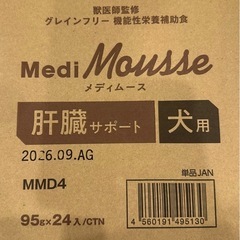 獣医師監修
グレインフリー 機能性栄養補助食
Medi Mousse
メディムース
肝臓サポート 犬用
2026.09.AG
MMD4
単品JAN
95g×24入/CTN
4 560191 495130